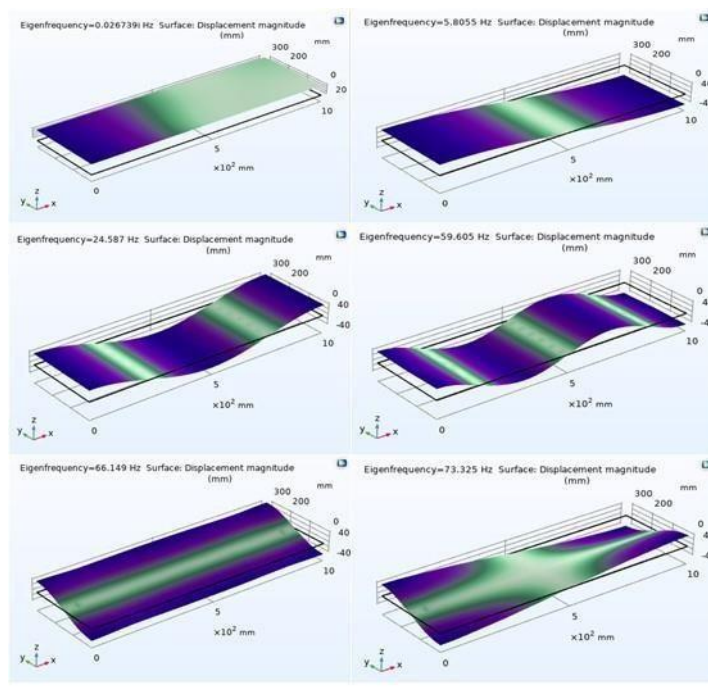 Eigenfrequency=0.026739i Hz Surface: Displacement magnitude
(mm)
300
200
mm
0
20
10
5
×10² mm
0
y z x
Eigenfrequency=5.8055 Hz Surface: Displacement magnitude
(mm)
300
200
mm
0
-4
10
5
×10² mm
0
y z x
Eigenfrequency=24.587 Hz Surface: Displacement magnitude
(mm)
300
200
mm
0
40
-40
10
5
×10² mm
0
y z x
Eigenfrequency=59.605 Hz Surface: Displacement magnitude
(mm)
300
200
mm
0
4
-4
10
5
×10² mm
0
y z x
Eigenfrequency=66.149 Hz Surface: Displacement magnitude
(mm)
300
200
mm
0
40
-40
10
5
×10² mm
0
y z x
Eigenfrequency=73.325 Hz Surface: Displacement magnitude
(mm)
300
200
mm
0
4
-4
10
5
×10² mm
0
y z x